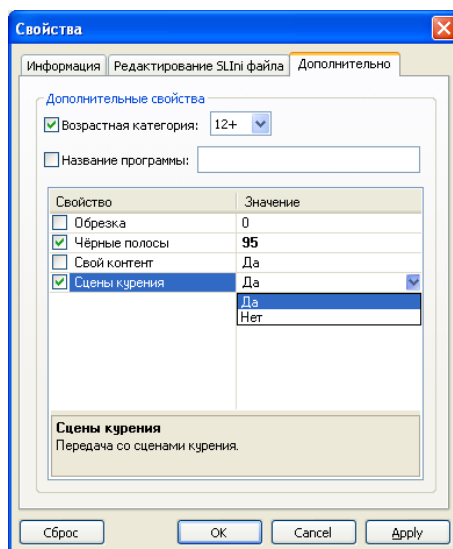 Свойства
Информация Редактирование SLIni файла Дополнительно
Дополнительные свойства
Возрастная категория: 12+
Название программы:
Свойство Значение
Обрезка 0
Чёрные полосы 95
Свой контент Да
Сцены курения Да
Да
Нет
Сцены курения
Передача со сценами курения.
Сброс OK Cancel Apply